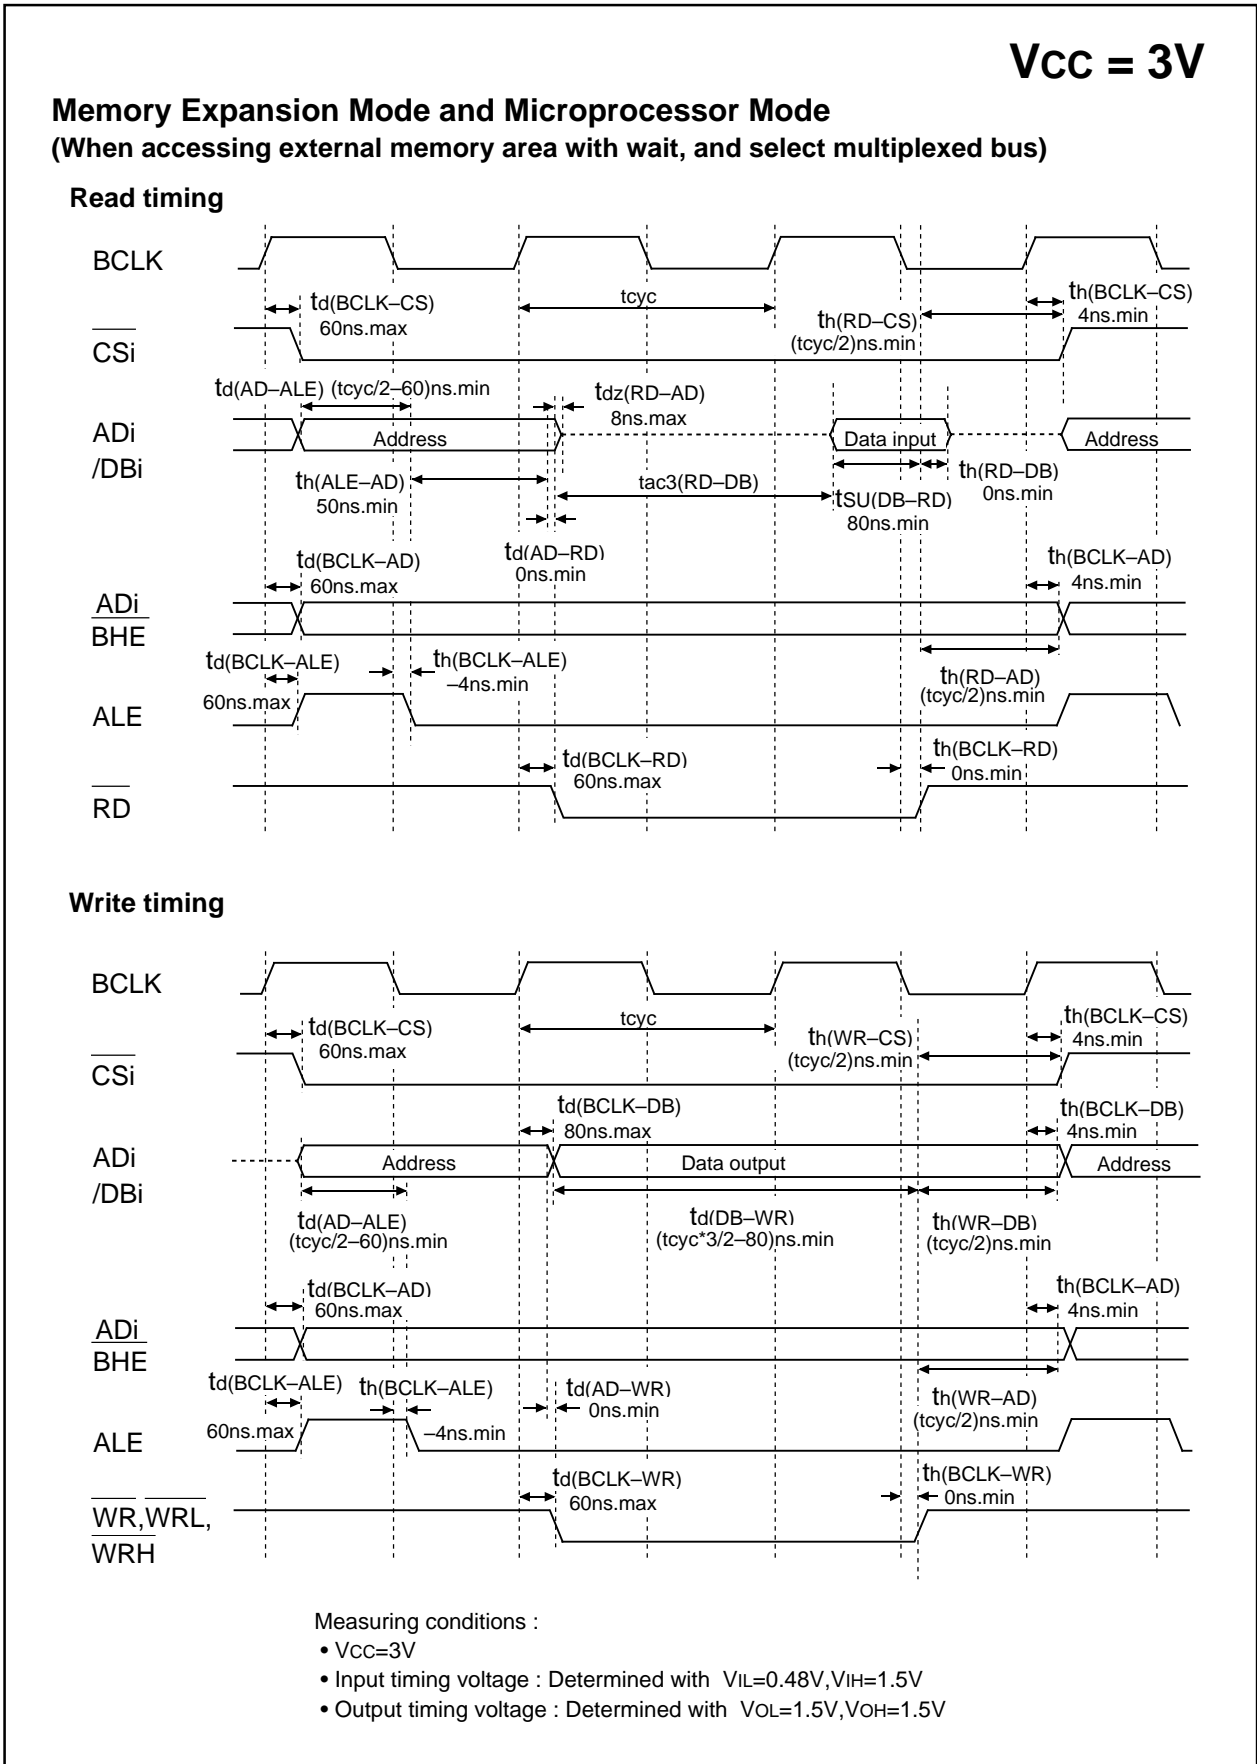 VCC = 3V
Memory Expansion Mode and Microprocessor Mode
(When accessing external memory area with wait, and select multiplexed bus)
Read timing
BCLK
td(BCLK–CS)
60ns.max
tcyc
th(RD–CS)
(tcyc/2)ns.min
th(BCLK–CS)
4ns.min
CSi
td(AD–ALE) (tcyc/2–60)ns.min
tdz(RD–AD)
8ns.max
ADi
/DBi
Address
Data input
Address
th(ALE–AD)
50ns.min
tac3(RD–DB)
tSU(DB–RD)
80ns.min
th(RD–DB)
0ns.min
td(AD–RD)
0ns.min
td(BCLK–AD)
60ns.max
th(BCLK–AD)
4ns.min
ADi
BHE
td(BCLK–ALE)
60ns.max
th(BCLK–ALE)
–4ns.min
th(RD–AD)
(tcyc/2)ns.min
ALE
td(BCLK–RD)
60ns.max
th(BCLK–RD)
0ns.min
RD
Write timing
BCLK
td(BCLK–CS)
60ns.max
tcyc
th(WR–CS)
(tcyc/2)ns.min
th(BCLK–CS)
4ns.min
CSi
td(BCLK–DB)
80ns.max
th(BCLK–DB)
4ns.min
ADi
/DBi
Address
Data output
Address
td(AD–ALE)
(tcyc/2–60)ns.min
td(DB–WR)
(tcyc*3/2–80)ns.min
th(WR–DB)
(tcyc/2)ns.min
td(BCLK–AD)
60ns.max
th(BCLK–AD)
4ns.min
ADi
BHE
td(BCLK–ALE)
60ns.max
th(BCLK–ALE)
–4ns.min
td(AD–WR)
0ns.min
th(WR–AD)
(tcyc/2)ns.min
ALE
td(BCLK–WR)
60ns.max
th(BCLK–WR)
0ns.min
WR,WRL,
WRH
Measuring conditions :
• VCC=3V
• Input timing voltage : Determined with VIL=0.48V,VIH=1.5V
• Output timing voltage : Determined with VOL=1.5V,VOH=1.5V